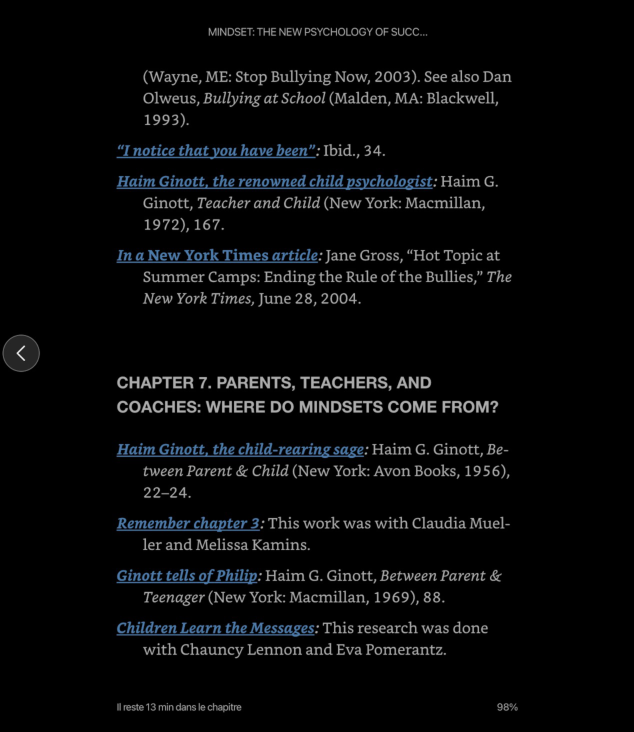 MINDSET: THE NEW PSYCHOLOGY OF SUCC...
(Wayne, ME: Stop Bullying Now, 2003). See also Dan
Olweus, Bullying at School (Malden, MA: Blackwell,
1993).
“I notice that you have been”: Ibid., 34.
Haim Ginott, the renowned child psychologist: Haim G.
Ginott, Teacher and Child (New York: Macmillan,
1972), 167.
In a New York Times article: Jane Gross, “Hot Topic at
Summer Camps: Ending the Rule of the Bullies,” The
New York Times, June 28, 2004.
CHAPTER 7. PARENTS, TEACHERS, AND
COACHES: WHERE DO MINDSETS COME FROM?
Haim Ginott, the child-rearing sage: Haim G. Ginott, Be-
tween Parent & Child (New York: Avon Books, 1956),
22–24.
Remember chapter 3: This work was with Claudia Muel-
ler and Melissa Kamins.
Ginott tells of Philip: Haim G. Ginott, Between Parent &
Teenager (New York: Macmillan, 1969), 88.
Children Learn the Messages: This research was done
with Chauncy Lennon and Eva Pomerantz.
Il reste 13 min dans le chapitre 98%